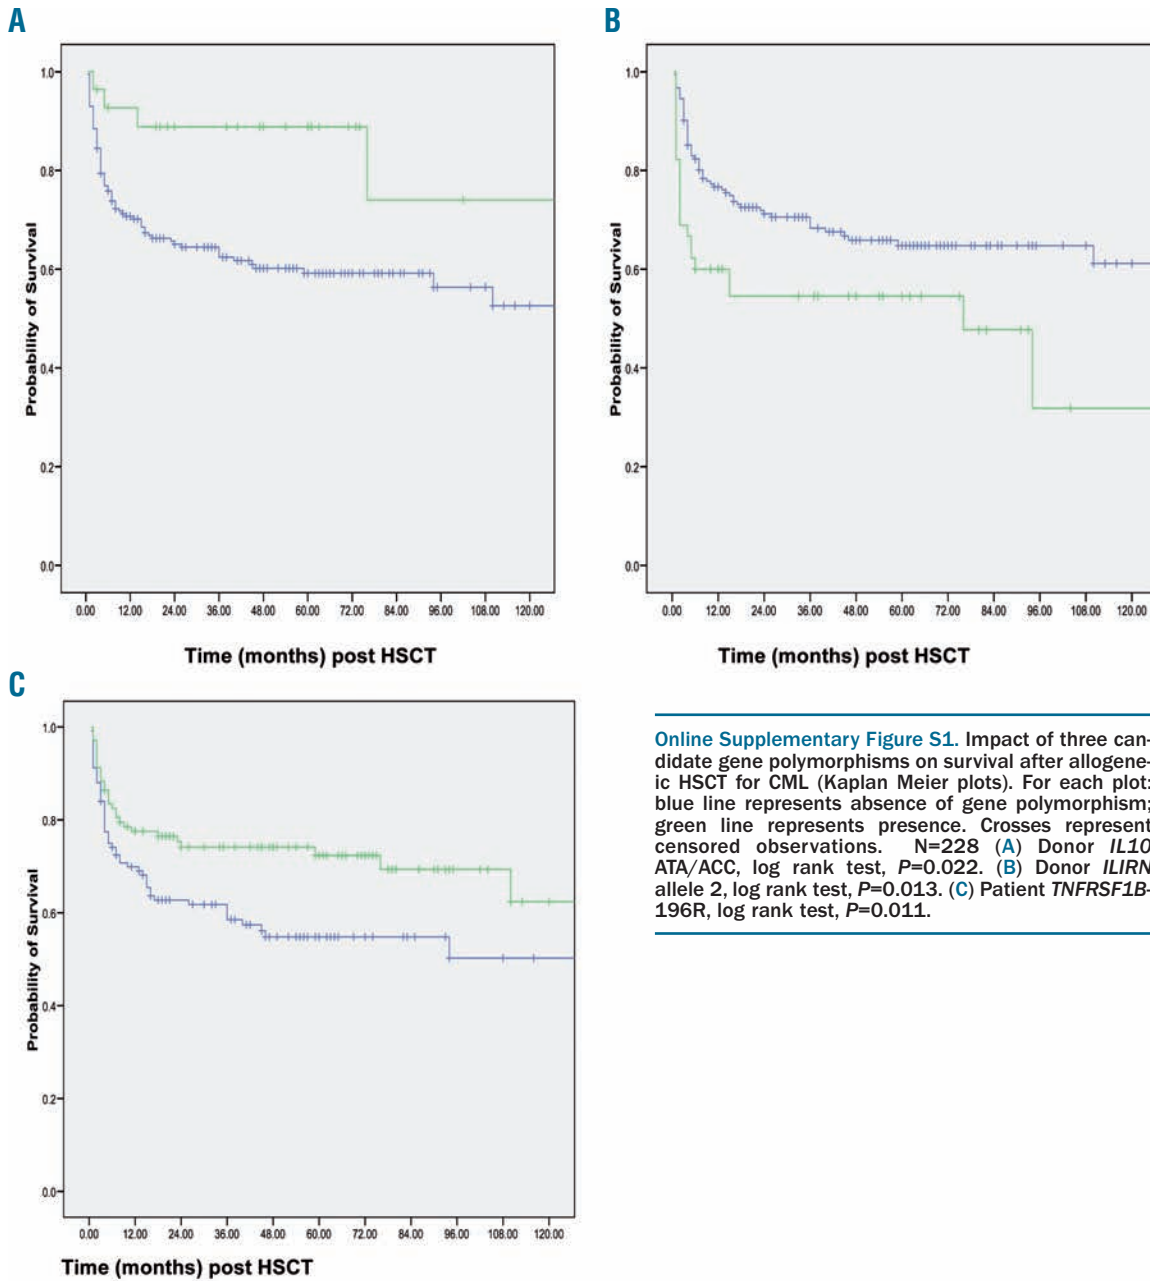 A
Probability of Survival
1.0
0.8
0.6
0.4
0.2
0.0
0.00 12.00 24.00 36.00 48.00 60.00 72.00 84.00 96.00 108.00 120.00
Time (months) post HSCT
B
Probability of Survival
1.0
0.8
0.6
0.4
0.2
0.0
0.00 12.00 24.00 36.00 48.00 60.00 72.00 84.00 96.00 108.00 120.00
Time (months) post HSCT
C
Probability of Survival
1.0
0.8
0.6
0.4
0.2
0.0
0.00 12.00 24.00 36.00 48.00 60.00 72.00 84.00 96.00 108.00 120.00
Time (months) post HSCT
Online Supplementary Figure S1. Impact of three can-
didate gene polymorphisms on survival after allogene-
ic HSCT for CML (Kaplan Meier plots). For each plot:
blue line represents absence of gene polymorphism;
green line represents presence. Crosses represent
censored observations. N=228 (A) Donor IL10
ATA/ACC, log rank test, P=0.022. (B) Donor ILIRN
allele 2, log rank test, P=0.013. (C) Patient TNFRSF1B-
196R, log rank test, P=0.011.